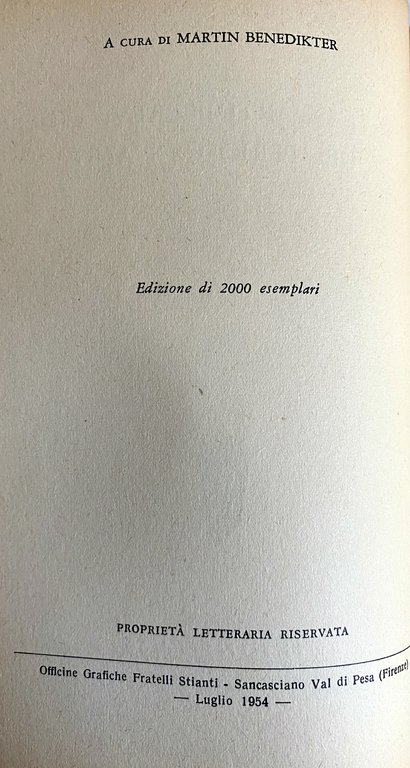 A CURA DI MARTIN BENEDIKTER
Edizione di 2000 esemplari
PROPRIETÀ LETTERARIA RISERVATA
Officine Grafiche Fratelli Stianti - Sancasciano Val di Pesa (Firenze)
— Luglio 1954 —